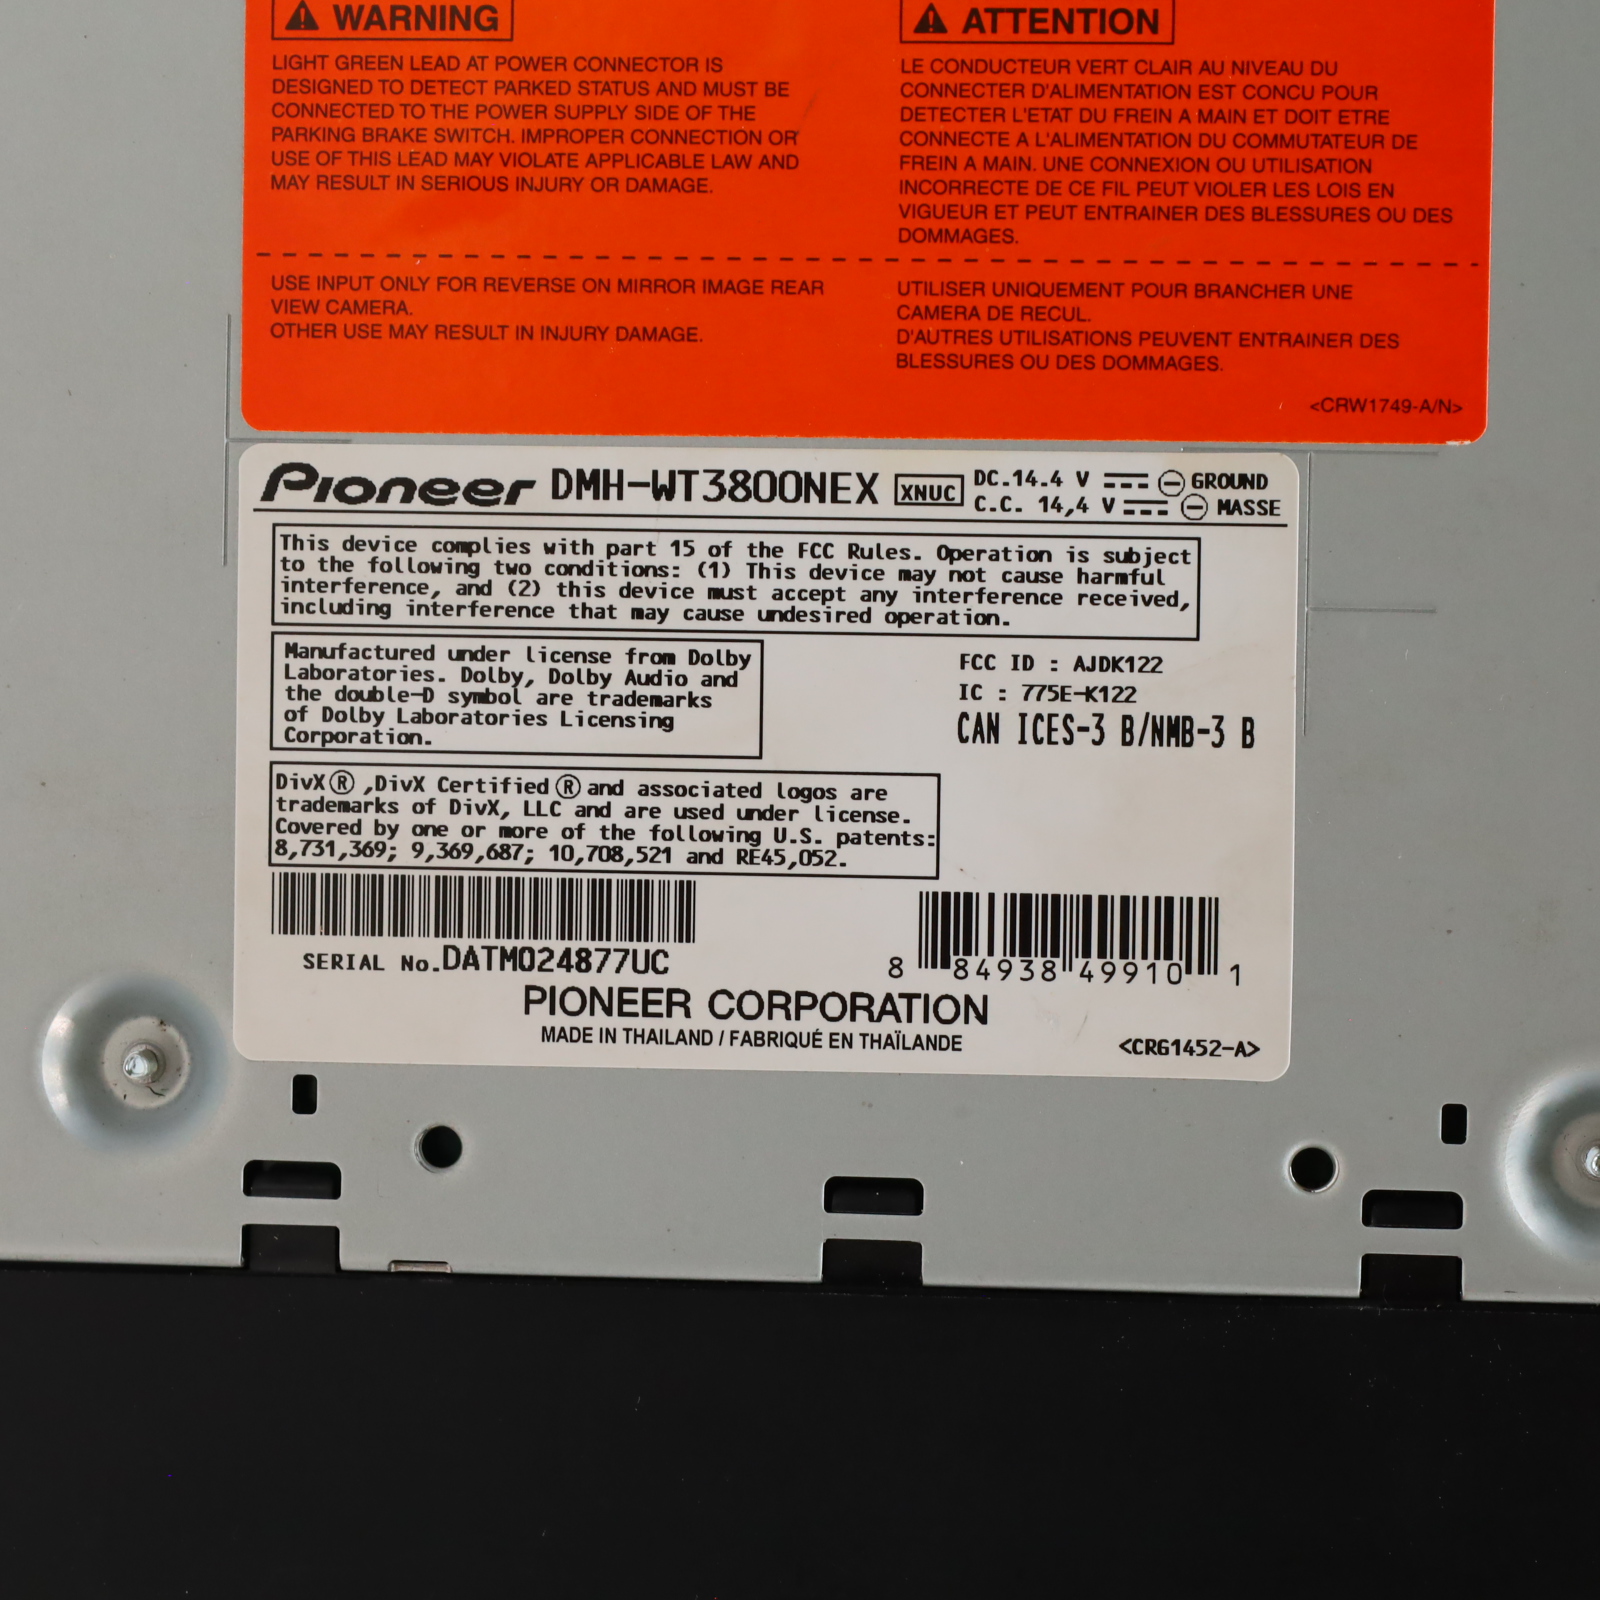 WARNING
LIGHT GREEN LEAD AT POWER CONNECTOR IS
DESIGNED TO DETECT PARKED STATUS AND MUST BE
CONNECTED TO THE POWER SUPPLY SIDE OF THE
PARKING BRAKE SWITCH. IMPROPER CONNECTION OR
USE OF THIS LEAD MAY VIOLATE APPLICABLE LAW AND
MAY RESULT IN SERIOUS INJURY OR DAMAGE.
USE INPUT ONLY FOR REVERSE ON MIRROR IMAGE REAR
VIEW CAMERA.
OTHER USE MAY RESULT IN INJURY DAMAGE.
ATTENTION
LE CONDUCTEUR VERT CLAIR AU NIVEAU DU
CONNECTER D'ALIMENTATION EST CONCU POUR
DETECTER L'ETAT DU FREIN A MAIN ET DOIT ETRE
CONNECTE A L'ALIMENTATION DU COMMUTATEUR DE
FREIN A MAIN. UNE CONNEXION OU UTILISATION
INCORRECTE DE CE FIL PEUT VIOLER LES LOIS EN
VIGUEUR ET PEUT ENTRAINER DES BLESSURES OU DES
DOMMAGES.
UTILISER UNIQUEMENT POUR BRANCHER UNE
CAMERA DE RECUL.
D'AUTRES UTILISATIONS PEUVENT ENTRAINER DES
BLESSURES OU DES DOMMAGES.
<CRW1749-A/N>
Pioneer DMH-WT3800NEX XNUC DC.14.4 V GROUND
C.C. 14,4 V MASSE
This device complies with part 15 of the FCC Rules. Operation is subject
to the following two conditions: (1) This device may not cause harmful
interference, and (2) this device must accept any interference received,
including interference that may cause undesired operation.
Manufactured under license from Dolby
Laboratories. Dolby, Dolby Audio and
the double-D symbol are trademarks
of Dolby Laboratories Licensing
Corporation.
FCC ID : AJDK122
IC : 775E-K122
CAN ICES-3 B/NMB-3 B
DivX® ,DivX Certified® and associated logos are
trademarks of DivX, LLC and are used under license.
Covered by one or more of the following U.S. patents:
8,731,369; 9,369,687; 10,708,521 and RE45,052.
SERIAL No.DATM024877UC
8 84938 49910 1
PIONEER CORPORATION
MADE IN THAILAND / FABRIQUÉ EN THAÏLANDE
<CRG1452-A>